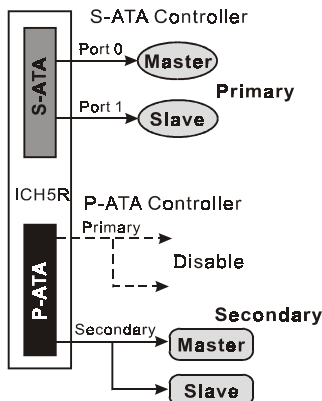 S-ATA Controller
Port 0
Master
Primary
S-ATA
Port 1
Slave
ICH5R
P-ATA Controller
Primary
Disable
P-ATA
Secondary
Secondary
Master
Slave